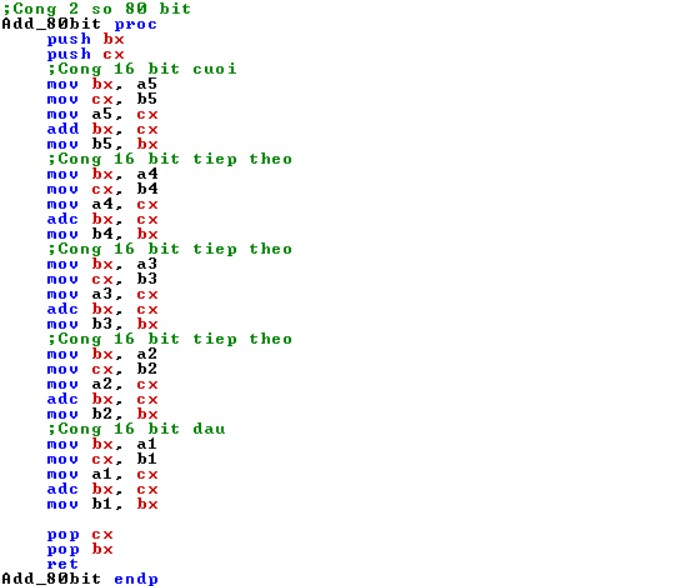 ;Cong 2 so 80 bit
Add_80bit proc
push bx
push cx
;Cong 16 bit cuoi
mov bx, a5
mov cx, b5
mov a5, cx
add bx, cx
mov b5, bx
;Cong 16 bit tiep theo
mov bx, a4
mov cx, b4
mov a4, cx
adc bx, cx
mov b4, bx
;Cong 16 bit tiep theo
mov bx, a3
mov cx, b3
mov a3, cx
adc bx, cx
mov b3, bx
;Cong 16 bit tiep theo
mov bx, a2
mov cx, b2
mov a2, cx
adc bx, cx
mov b2, bx
;Cong 16 bit dau
mov bx, a1
mov cx, b1
mov a1, cx
adc bx, cx
mov b1, bx
pop cx
pop bx
ret
Add_80bit endp